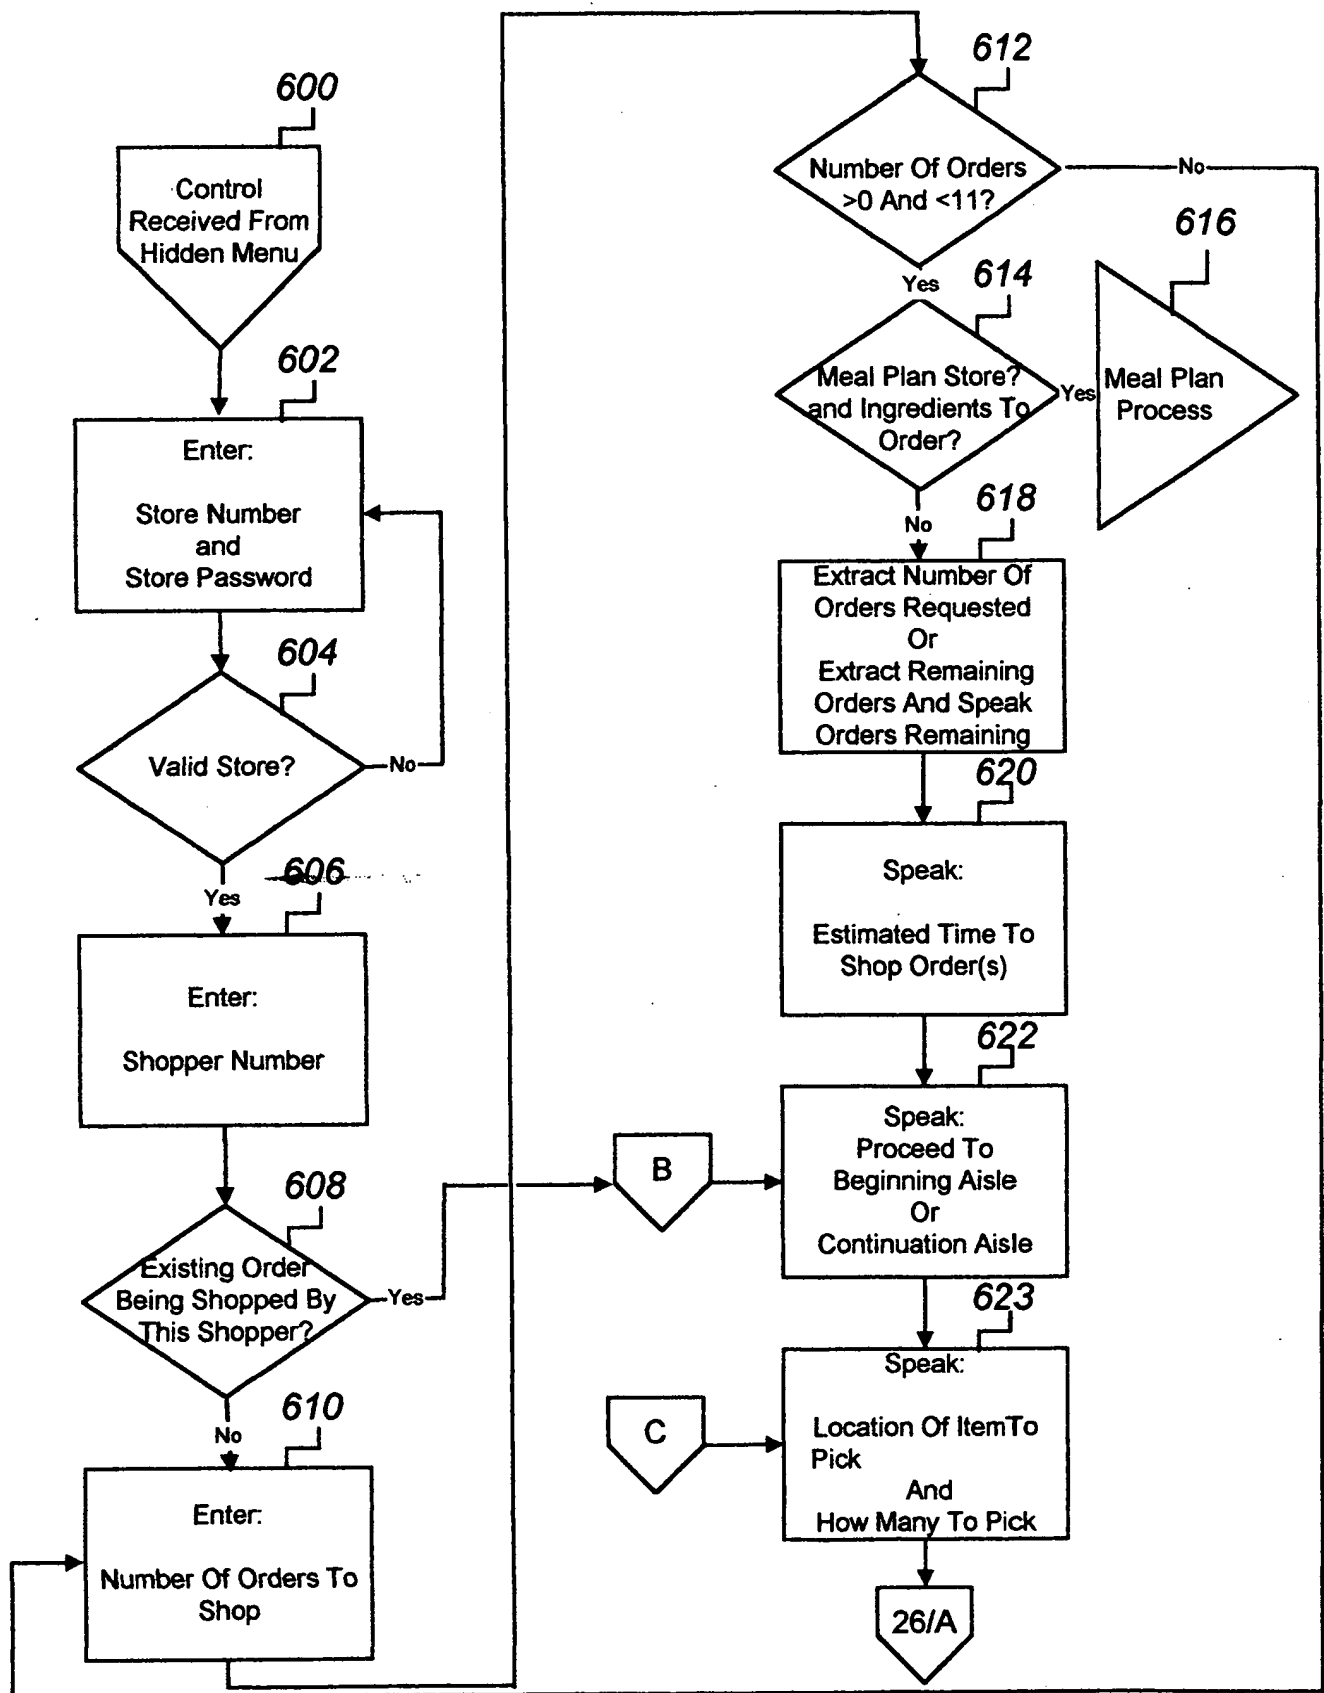 600
Control
Received From
Hidden Menu
602
Enter:
Store Number
and
Store Password
604
Valid Store?
No
Yes
606
Enter:
Shopper Number
608
Existing Order
Being Shopped By
This Shopper?
Yes
No
610
Enter:
Number Of Orders To
Shop
612
Number Of Orders
>0 And <11?
No
Yes
614
Meal Plan Store?
and Ingredients To
Order?
Yes
616
Meal Plan
Process
No
618
Extract Number Of
Orders Requested
Or
Extract Remaining
Orders And Speak
Orders Remaining
620
Speak:
Estimated Time To
Shop Order(s)
622
B
Speak:
Proceed To
Beginning Aisle
Or
Continuation Aisle
623
C
Speak:
Location Of ItemTo
Pick
And
How Many To Pick
26/A